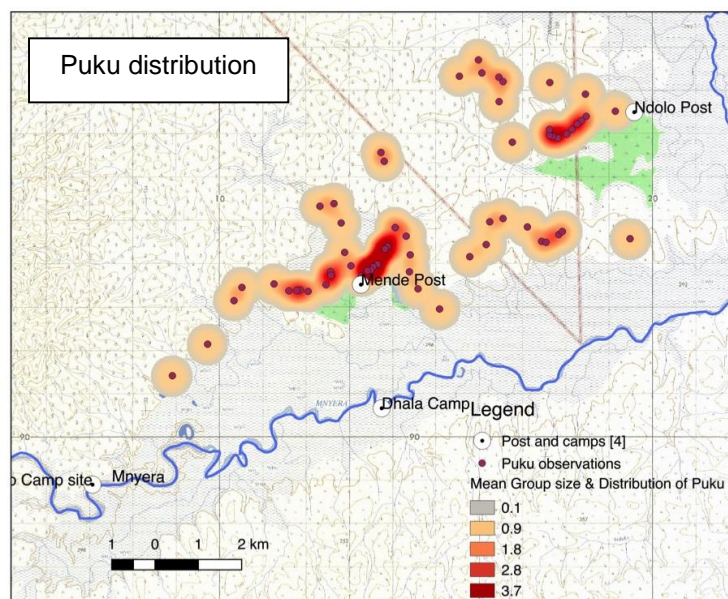 Puku distribution
Ndolo Post
10
20
Mende Post
MNYERA
Dhala Camp
90
90
o Camp site
Mnyera
Legend
Post and camps [4]
Puku observations
Mean Group size & Distribution of Puku
0.1
0.9
1.8
2.8
3.7
1 0 1 2 km